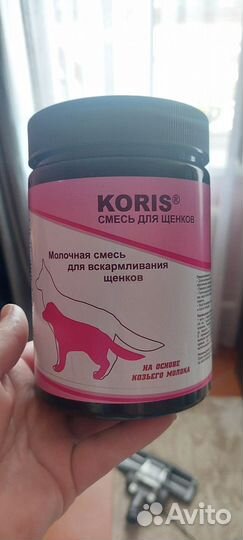 KORIS®
СМЕСЬ ДЛЯ ЩЕНКОВ
Молочная смесь
для вскармливания
щенков
НА ОСНОВЕ
КОЗЬЕГО МОЛОКА
Avito